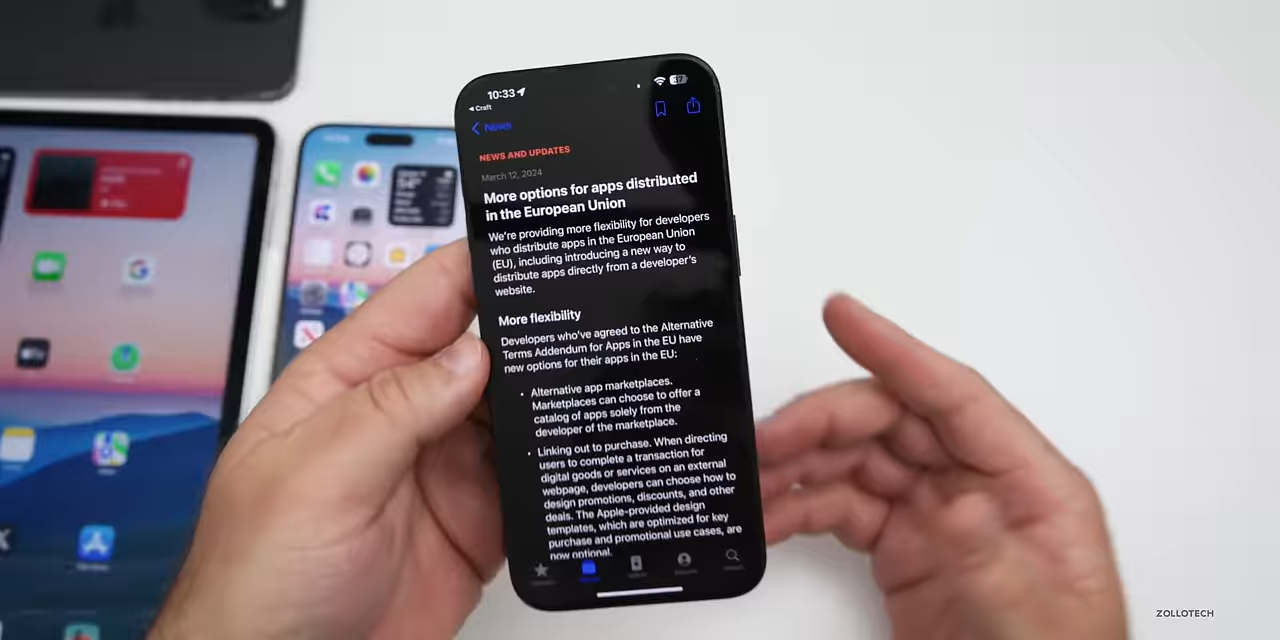 10:33
Craft
News
NEWS AND UPDATES
March 12, 2024
More options for apps distributed
in the European Union
We're providing more flexibility for developers
who distribute apps in the European Union
(EU), including introducing a new way to
distribute apps directly from a developer's
website.
More flexibility
Developers who've agreed to the Alternative
Terms Addendum for Apps in the EU have
new options for their apps in the EU:
• Alternative app marketplaces.
Marketplaces can choose to offer a
catalog of apps solely from the
developer of the marketplace.
• Linking out to purchase. When directing
users to complete a transaction for
digital goods or services on an external
webpage, developers can choose how to
design promotions, discounts, and other
deals. The Apple-provided design
templates, which are optimized for key
purchase and promotional use cases, are
now optional.
ZOLLOTECH